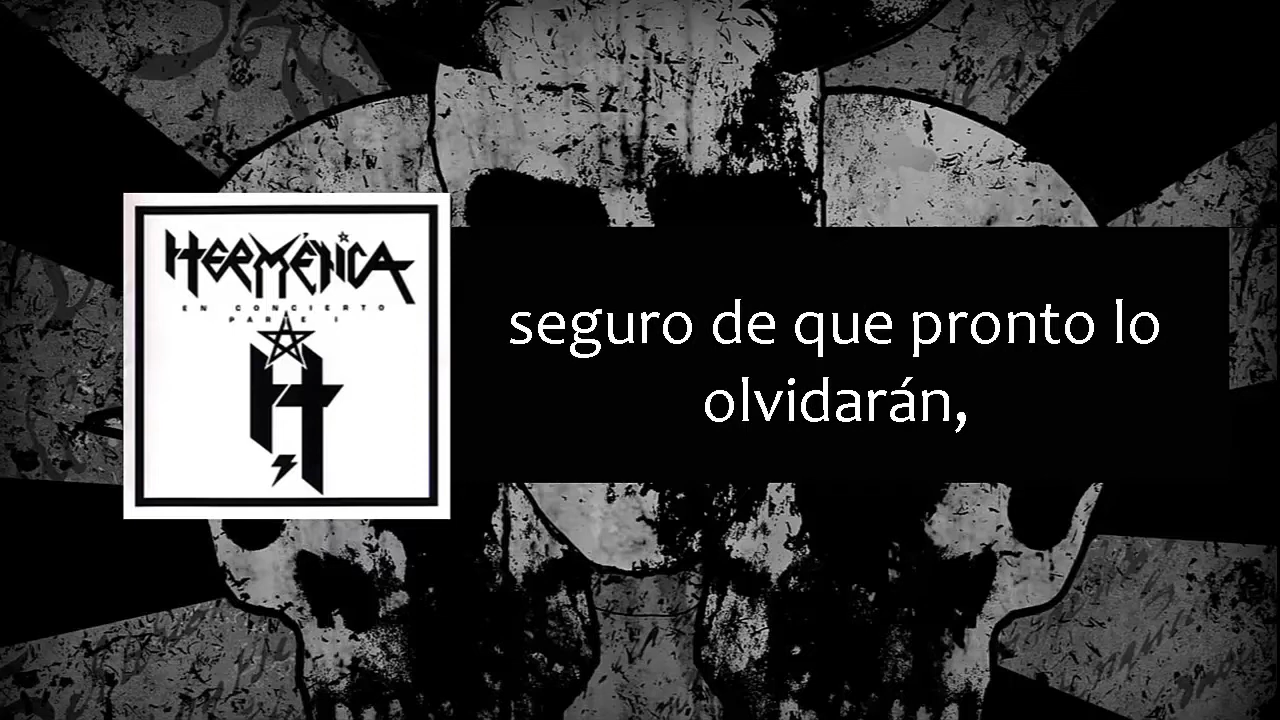 HERMÉTICA
EN CONCIERTO
PARTE I
seguro de que pronto lo
olvidarán,